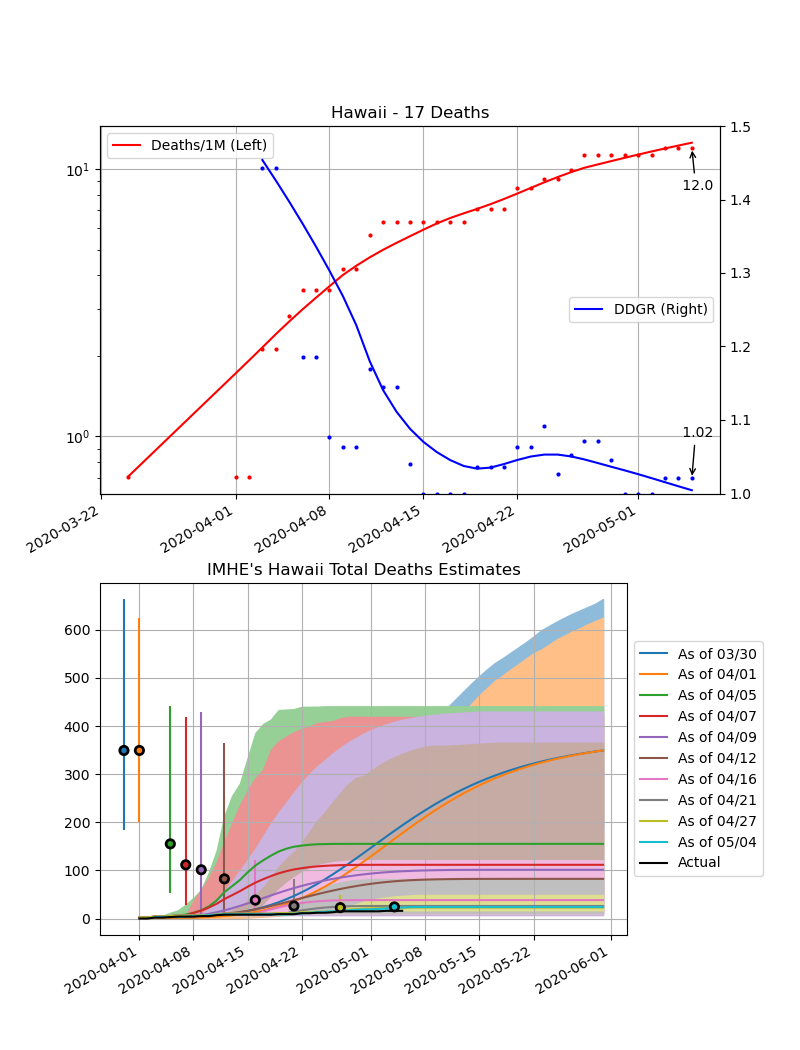 Hawaii - 17 Deaths
Deaths/1M (Left)
DDGR (Right)
12.0
1.02
10¹
10⁰
1.5
1.4
1.3
1.2
1.1
1.0
2020-03-22
2020-04-01
2020-04-08
2020-04-15
2020-04-22
2020-05-01
IMHE's Hawaii Total Deaths Estimates
600
500
400
300
200
100
0
2020-04-01
2020-04-08
2020-04-15
2020-04-22
2020-05-01
2020-05-08
2020-05-15
2020-05-22
2020-06-01
As of 03/30
As of 04/01
As of 04/05
As of 04/07
As of 04/09
As of 04/12
As of 04/16
As of 04/21
As of 04/27
As of 05/04
Actual